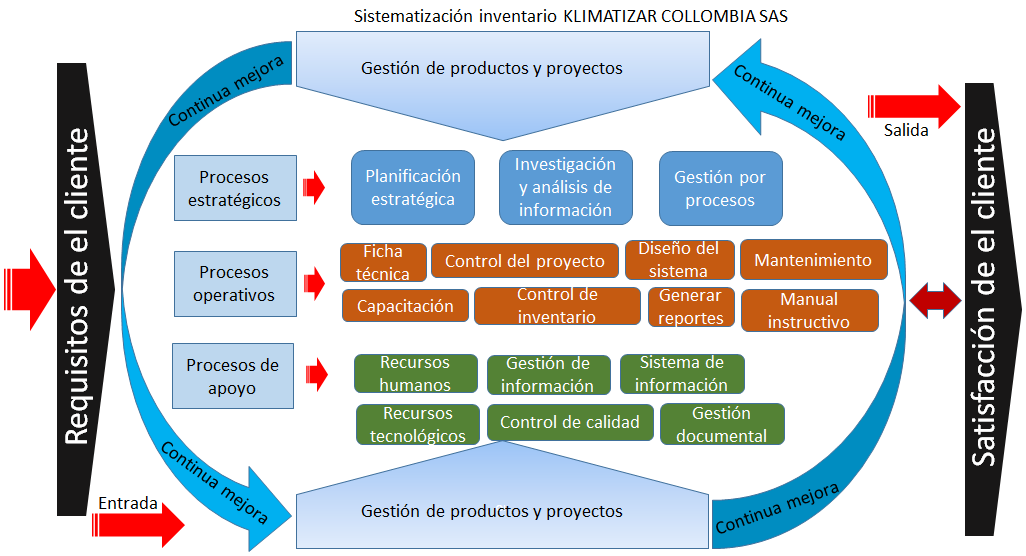 Sistematización inventario KLIMATIZAR COLLOMBIA SAS
Gestión de productos y proyectos
Continua mejora
Continua mejora
Salida
Requisitos de el cliente
Satisfacción de el cliente
Procesos
estratégicos
Planificación
estratégica
Investigación
y análisis de
información
Gestión por
procesos
Procesos
operativos
Ficha
técnica
Control del proyecto
Diseño del
sistema
Mantenimiento
Capacitación
Control de
inventario
Generar
reportes
Manual
instructivo
Procesos de
apoyo
Recursos
humanos
Gestión de
información
Sistema de
información
Recursos
tecnológicos
Control de calidad
Gestión
documental
Continua mejora
Continua mejora
Entrada
Gestión de productos y proyectos